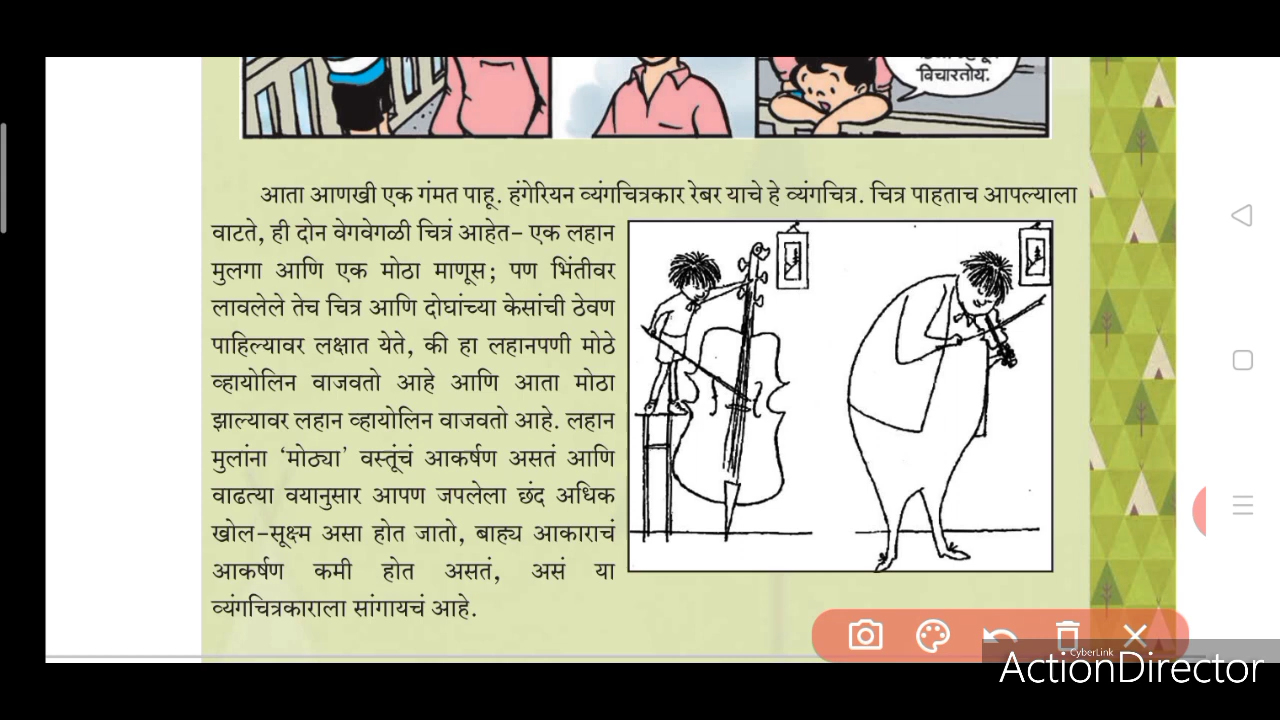 विचारतोय.
आता आणखी एक गंमत पाहू. हंगेरियन व्यंगचित्रकार रेबर याचे हे व्यंगचित्र. चित्र पाहताच आपल्याला
वाटते, ही दोन वेगवेगळी चित्रं आहेत– एक लहान
मुलगा आणि एक मोठा माणूस; पण भिंतीवर
लावलेले तेच चित्र आणि दोघांच्या केसांची ठेवण
पाहिल्यावर लक्षात येते, की हा लहानपणी मोठे
व्हायोलिन वाजवतो आहे आणि आता मोठा
झाल्यावर लहान व्हायोलिन वाजवतो आहे. लहान
मुलांना ‘मोठ्या’ वस्तूंचं आकर्षण असतं आणि
वाढत्या वयानुसार आपण जपलेला छंद अधिक
खोल–सूक्ष्म असा होत जातो, बाह्य आकाराचं
आकर्षण कमी होत असतं, असं या
व्यंगचित्रकाराला सांगायचं आहे.
CyberLink
ActionDirector